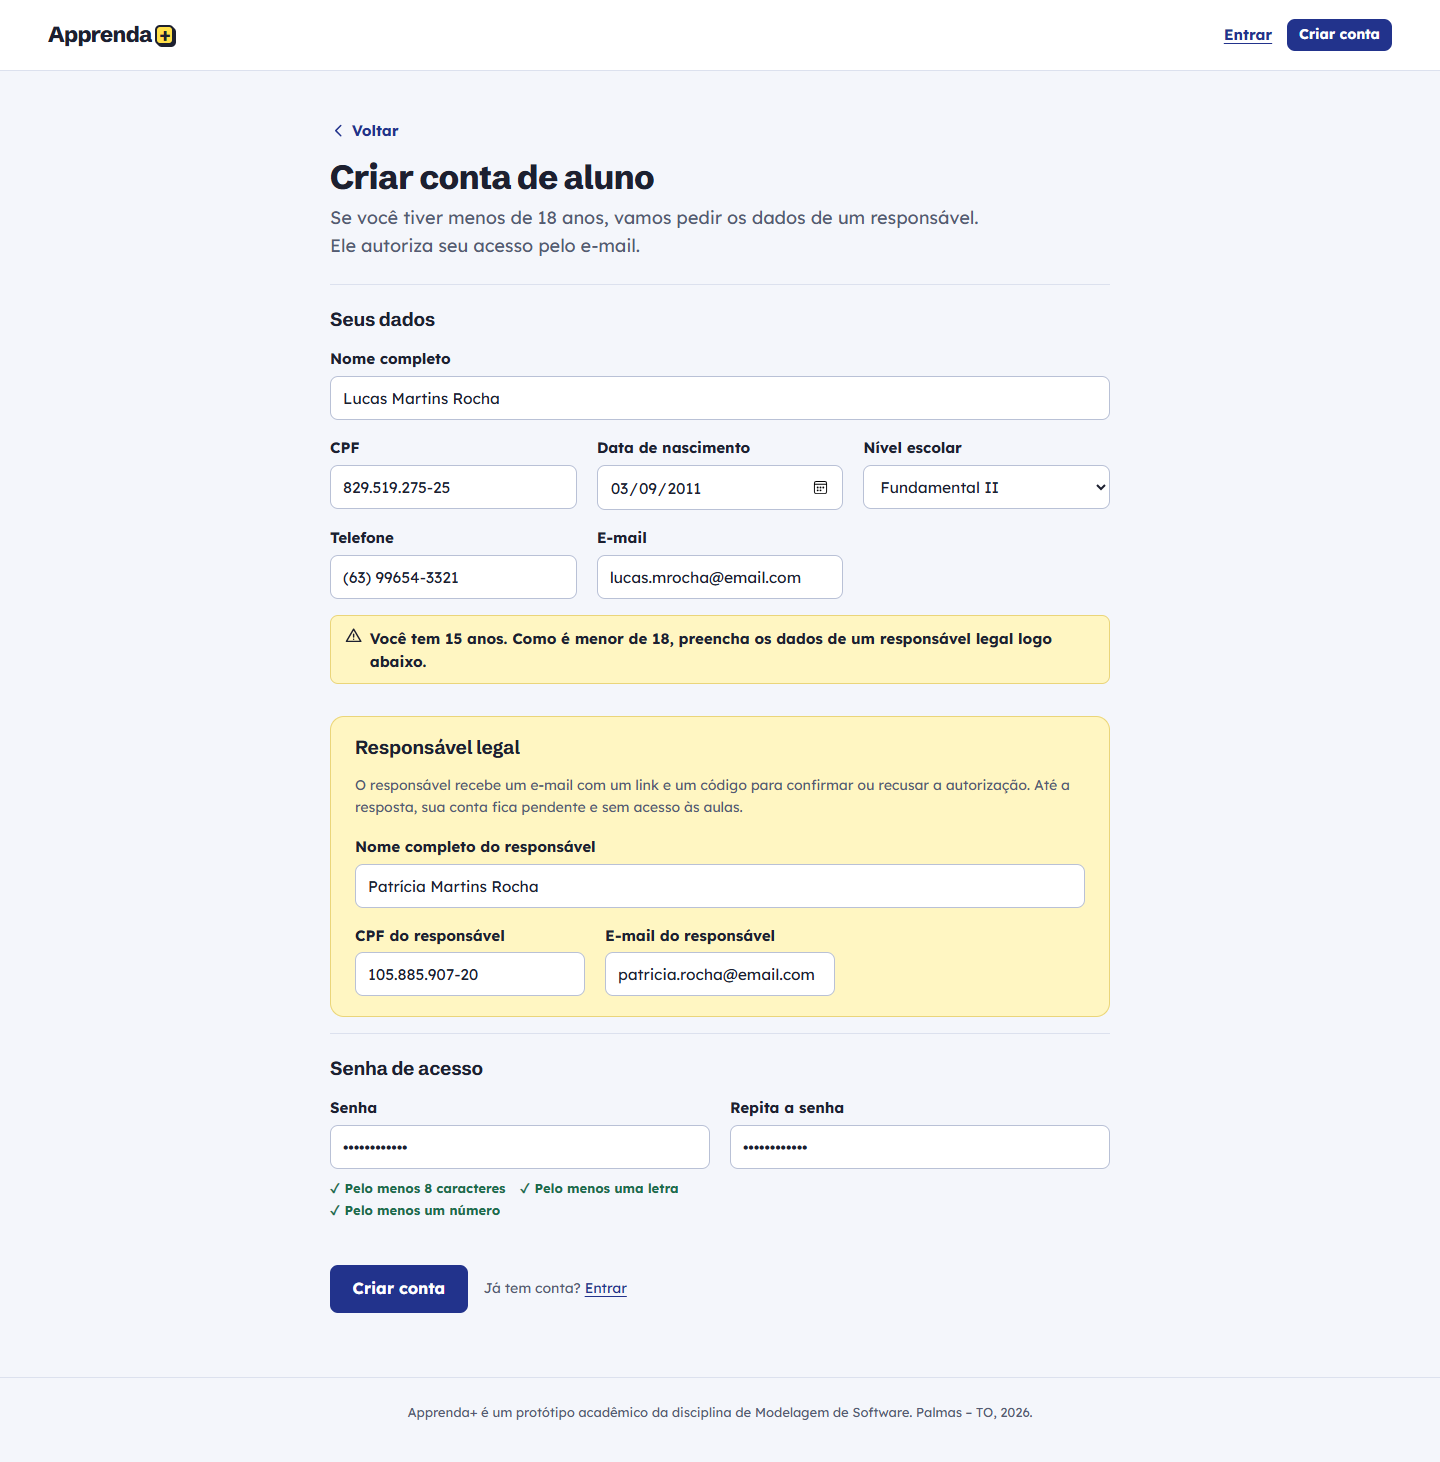 Apprenda+
Entrar
Criar conta
Voltar
Criar conta de aluno
Se você tiver menos de 18 anos, vamos pedir os dados de um responsável.
Ele autoriza seu acesso pelo e-mail.
Seus dados
Nome completo
Lucas Martins Rocha
CPF
Data de nascimento
Nível escolar
829.519.275-25
03/09/2011
Fundamental II
Telefone
E-mail
(63) 99654-3321
lucas.mrocha@email.com
Você tem 15 anos. Como é menor de 18, preencha os dados de um responsável legal logo
abaixo.
Responsável legal
O responsável recebe um e-mail com um link e um código para confirmar ou recusar a autorização. Até a
resposta, sua conta fica pendente e sem acesso às aulas.
Nome completo do responsável
Patrícia Martins Rocha
CPF do responsável
E-mail do responsável
105.885.907-20
patricia.rocha@email.com
Senha de acesso
Senha
Repita a senha
••••••••••••
••••••••••••
✓ Pelo menos 8 caracteres ✓ Pelo menos uma letra
✓ Pelo menos um número
Criar conta
Já tem conta? Entrar
Apprenda+ é um protótipo acadêmico da disciplina de Modelagem de Software. Palmas – TO, 2026.